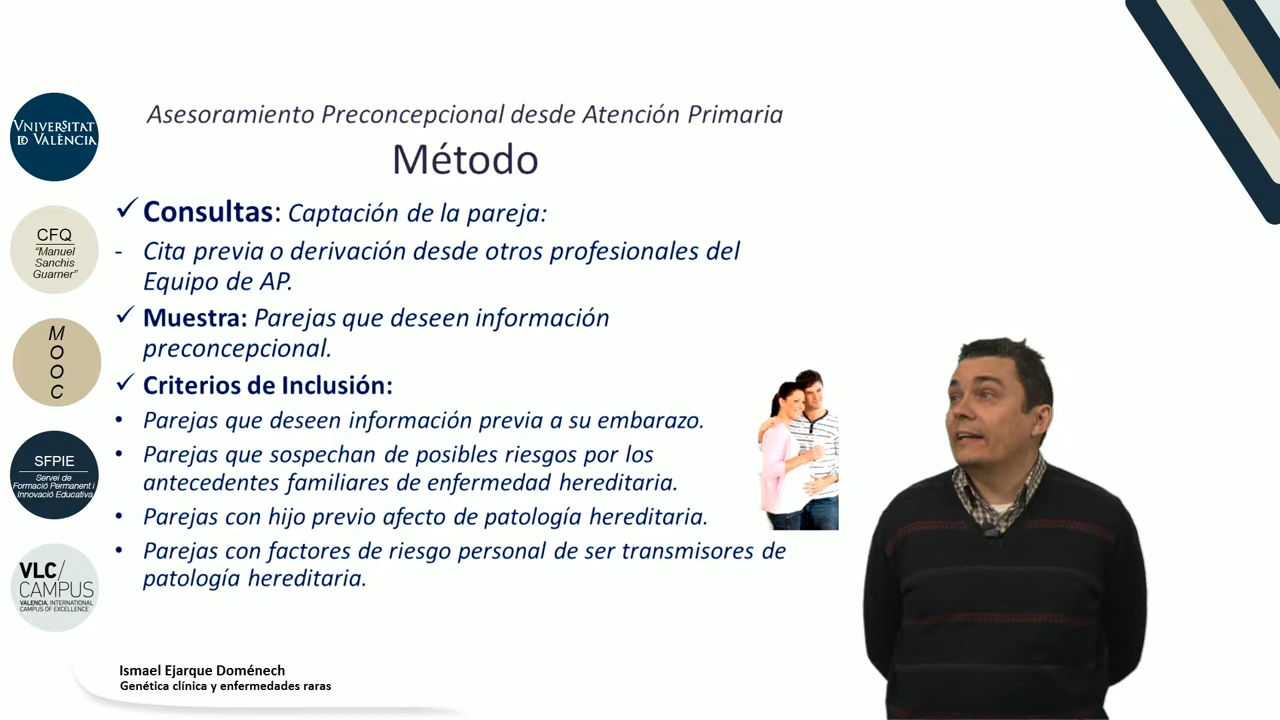 Asesoramiento Preconcepcional desde Atención Primaria
Método
✓ Consultas: Captación de la pareja:
- Cita previa o derivación desde otros profesionales del
Equipo de AP.
✓ Muestra: Parejas que deseen información
preconcepcional.
✓ Criterios de Inclusión:
• Parejas que deseen información previa a su embarazo.
• Parejas que sospechan de posibles riesgos por los
antecedentes familiares de enfermedad hereditaria.
• Parejas con hijo previo afecto de patología hereditaria.
• Parejas con factores de riesgo personal de ser transmisores de
patología hereditaria.
VNIVERSITAT
ID VALÈNCIA
CFQ
"Manuel
Sanchis
Guarner"
M
O
O
C
SFPIE
Servei de
Formació Permanent i
Innovació Educativa
VLC/
CAMPUS
VALENCIA, INTERNATIONAL
CAMPUS OF EXCELLENCE
Ismael Ejarque Doménech
Genética clínica y enfermedades raras